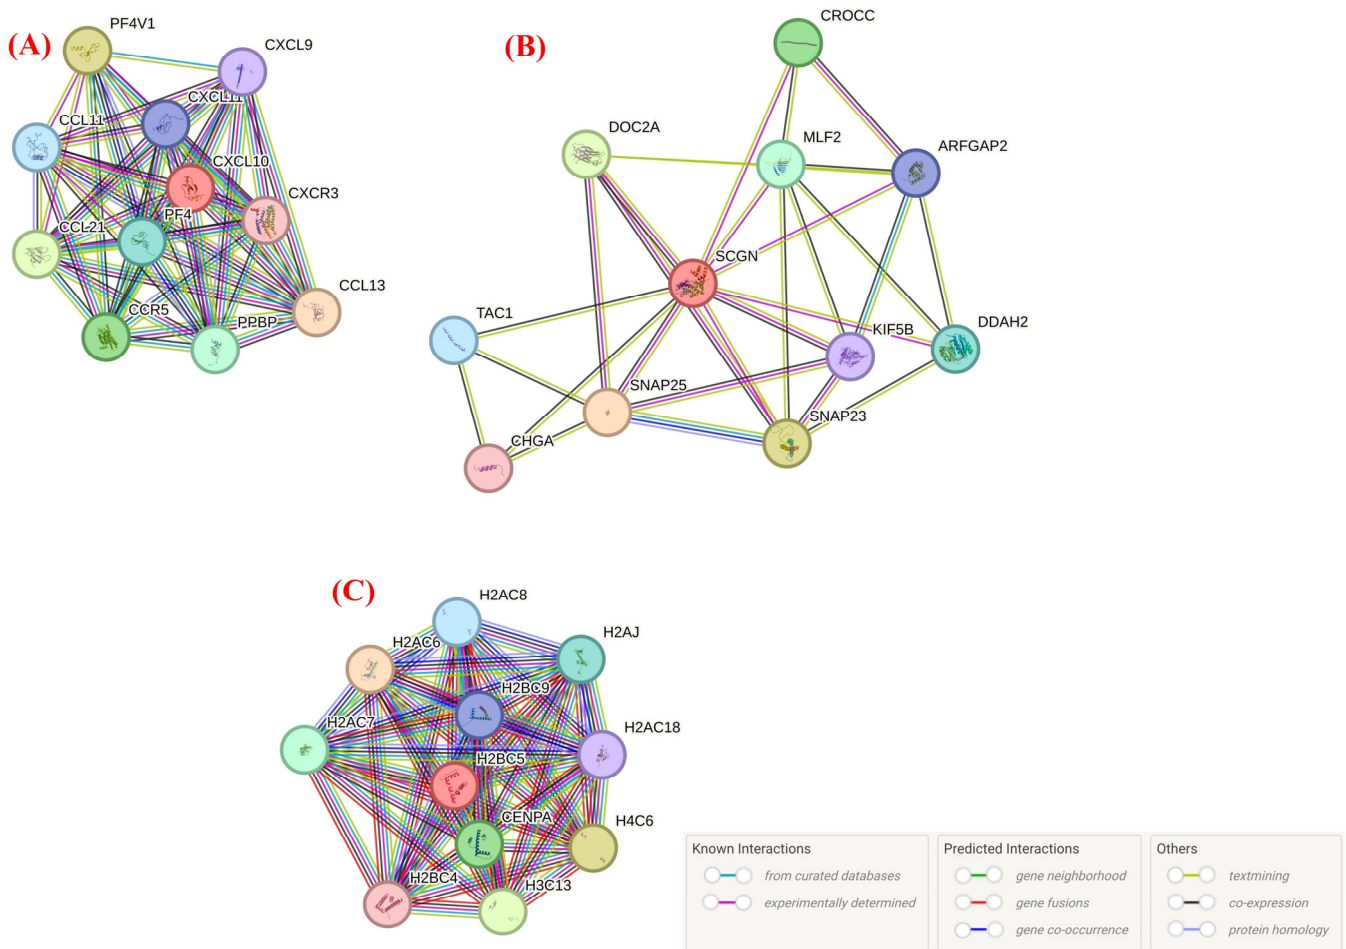 (A)
PF4V1
CXCL9
CXCL11
CCL11
CXCL10
CXCR3
PF4
CCL21
CCL13
CCR5
PPBP
(B)
CROCC
DOC2A
MLF2
ARFGAP2
SCGN
TAC1
KIF5B
DDAH2
SNAP25
SNAP23
CHGA
(C)
H2AC8
H2AC6
H2AJ
H2BC9
H2AC7
H2AC18
H2BC5
CENPA
H4C6
H2BC4
H3C13
Known Interactions
from curated databases
experimentally determined
Predicted Interactions
gene neighborhood
gene fusions
gene co-occurrence
Others
textmining
co-expression
protein homology